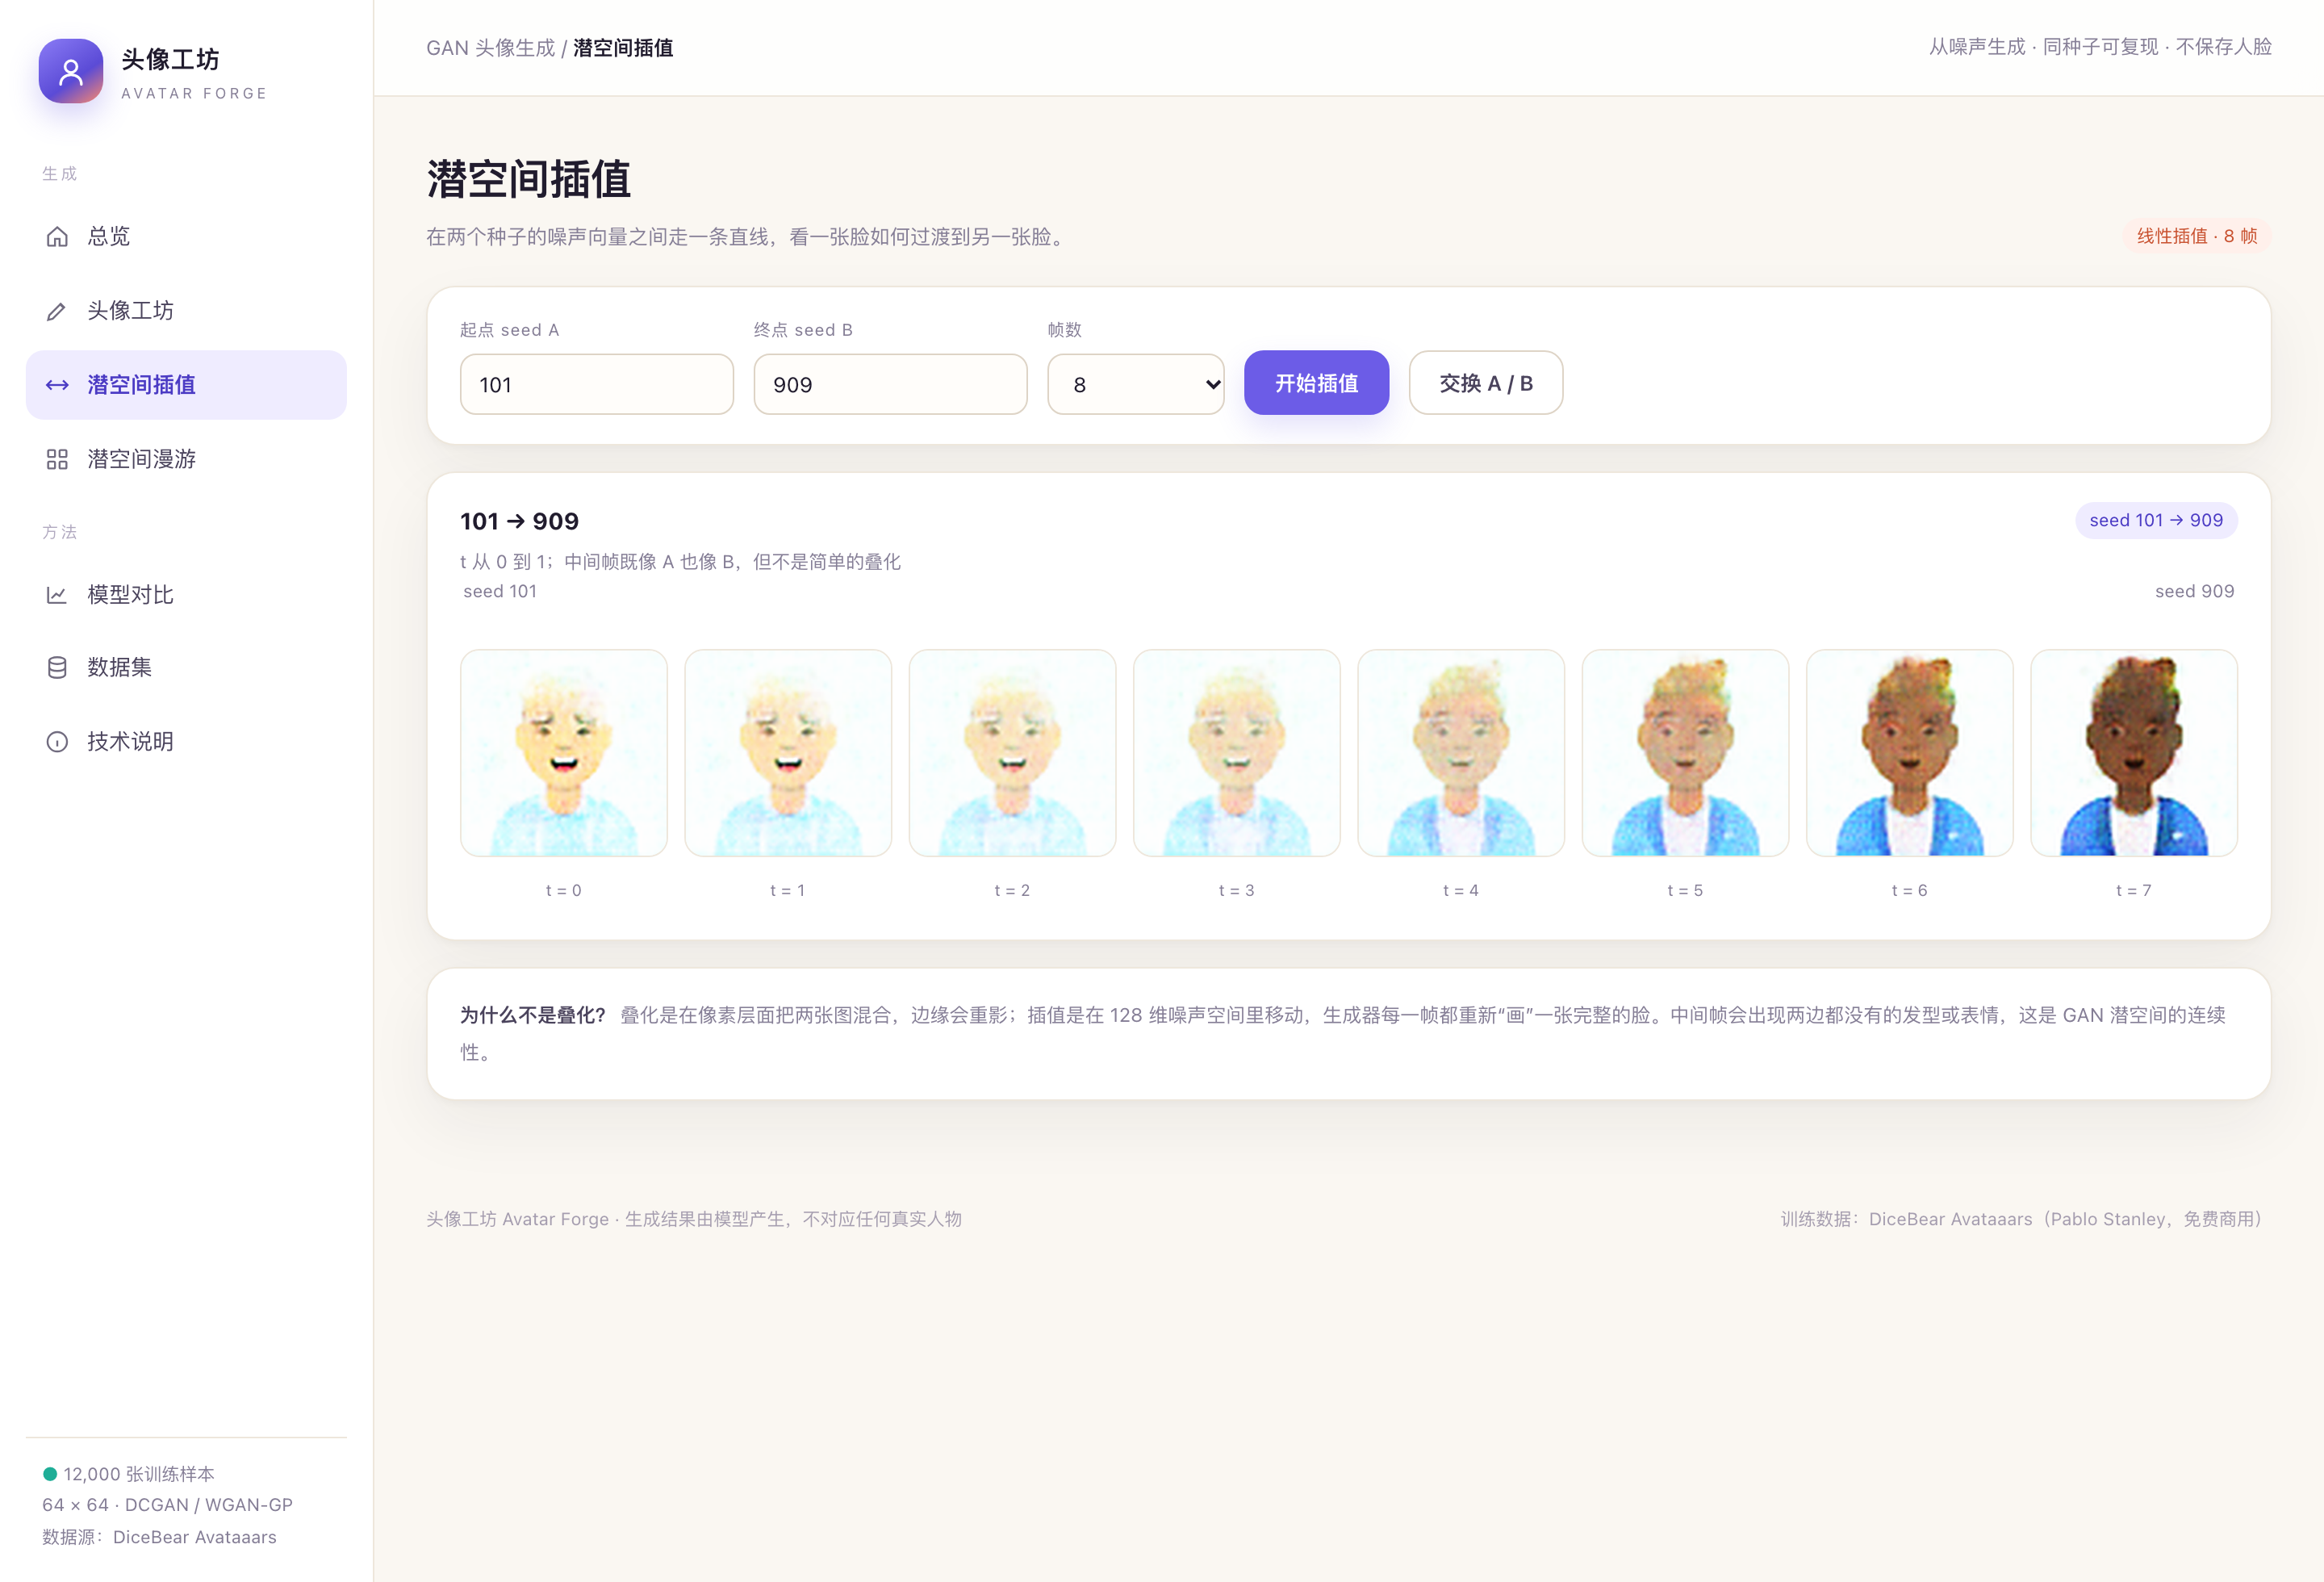 头像工坊
AVATAR FORGE
生成
总览
头像工坊
潜空间插值
潜空间漫游
方法
模型对比
数据集
技术说明
12,000 张训练样本
64 × 64 · DCGAN / WGAN-GP
数据源：DiceBear Avataaars
GAN 头像生成 / 潜空间插值
从噪声生成 · 同种子可复现 · 不保存人脸
潜空间插值
在两个种子的噪声向量之间走一条直线，看一张脸如何过渡到另一张脸。
线性插值 · 8 帧
起点 seed A
终点 seed B
帧数
101
909
8
开始插值
交换 A / B
101 → 909
seed 101 → 909
t 从 0 到 1；中间帧既像 A 也像 B，但不是简单的叠化
seed 101
seed 909
t = 0
t = 1
t = 2
t = 3
t = 4
t = 5
t = 6
t = 7
为什么不是叠化？ 叠化是在像素层面把两张图混合，边缘会重影；插值是在 128 维噪声空间里移动，生成器每一帧都重新“画”一张完整的脸。中间帧会出现两边都没有的发型或表情，这是 GAN 潜空间的连续
性。
头像工坊 Avatar Forge · 生成结果由模型产生，不对应任何真实人物
训练数据：DiceBear Avataaars（Pablo Stanley，免费商用）